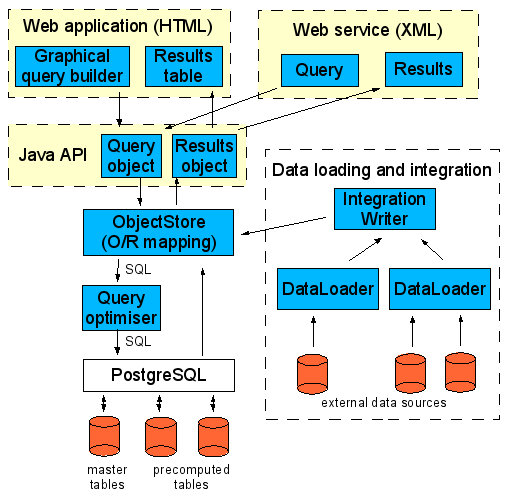 Web application (HTML)
Graphical
query builder
Results
table
Web service (XML)
Query
Results
Java API
Query
object
Results
object
Data loading and integration
Integration
Writer
ObjectStore
(O/R mapping)
DataLoader
DataLoader
SQL
Query
optimiser
SQL
PostgreSQL
external data sources
master
tables
precomputed
tables